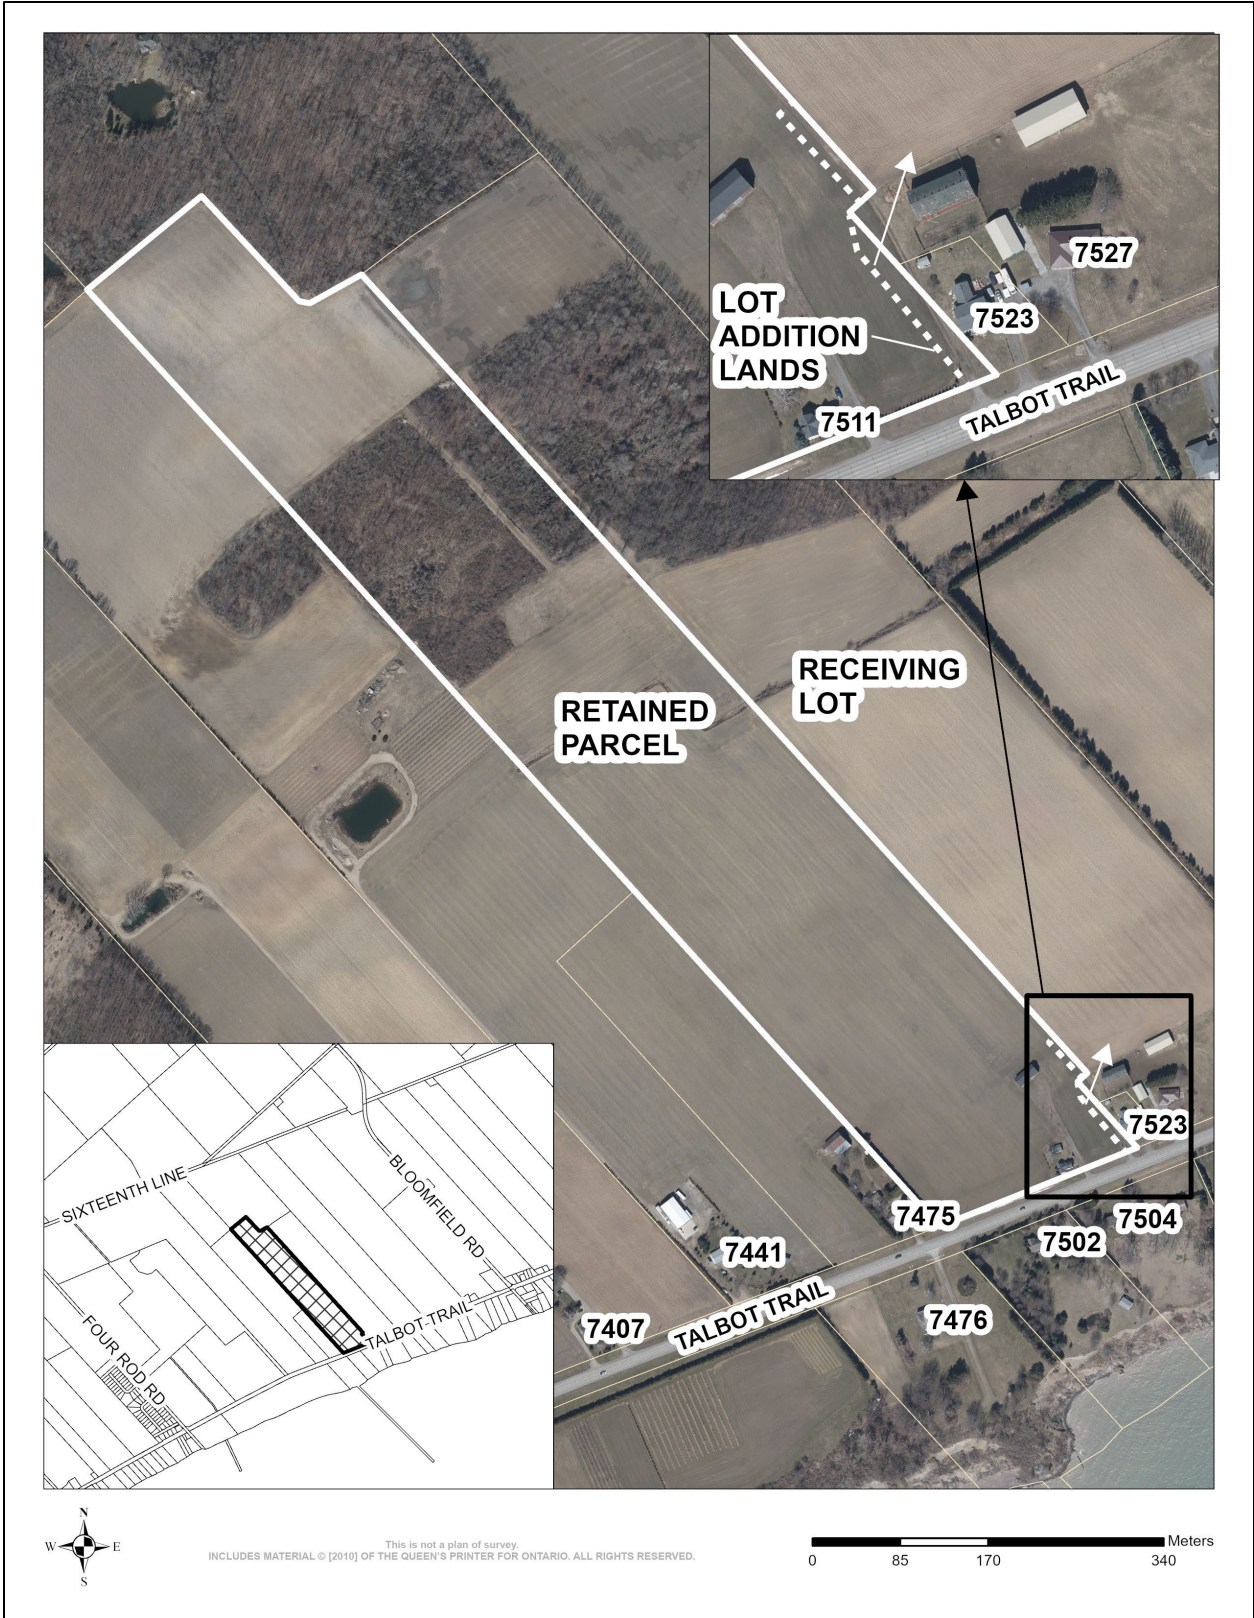 7527
7523
LOT
ADDITION
LANDS
7511
TALBOT TRAIL
RECEIVING
LOT
RETAINED
PARCEL
7523
7475
7504
7502
7441
7476
7407
TALBOT TRAIL
SIXTEENTH LINE
BLOOMFIELD RD
TALBOT TRAIL
FOUR ROD RD
N
W E
S
This is not a plan of survey.
INCLUDES MATERIAL © [2010] OF THE QUEEN'S PRINTER FOR ONTARIO. ALL RIGHTS RESERVED.
Meters
0 85 170 340